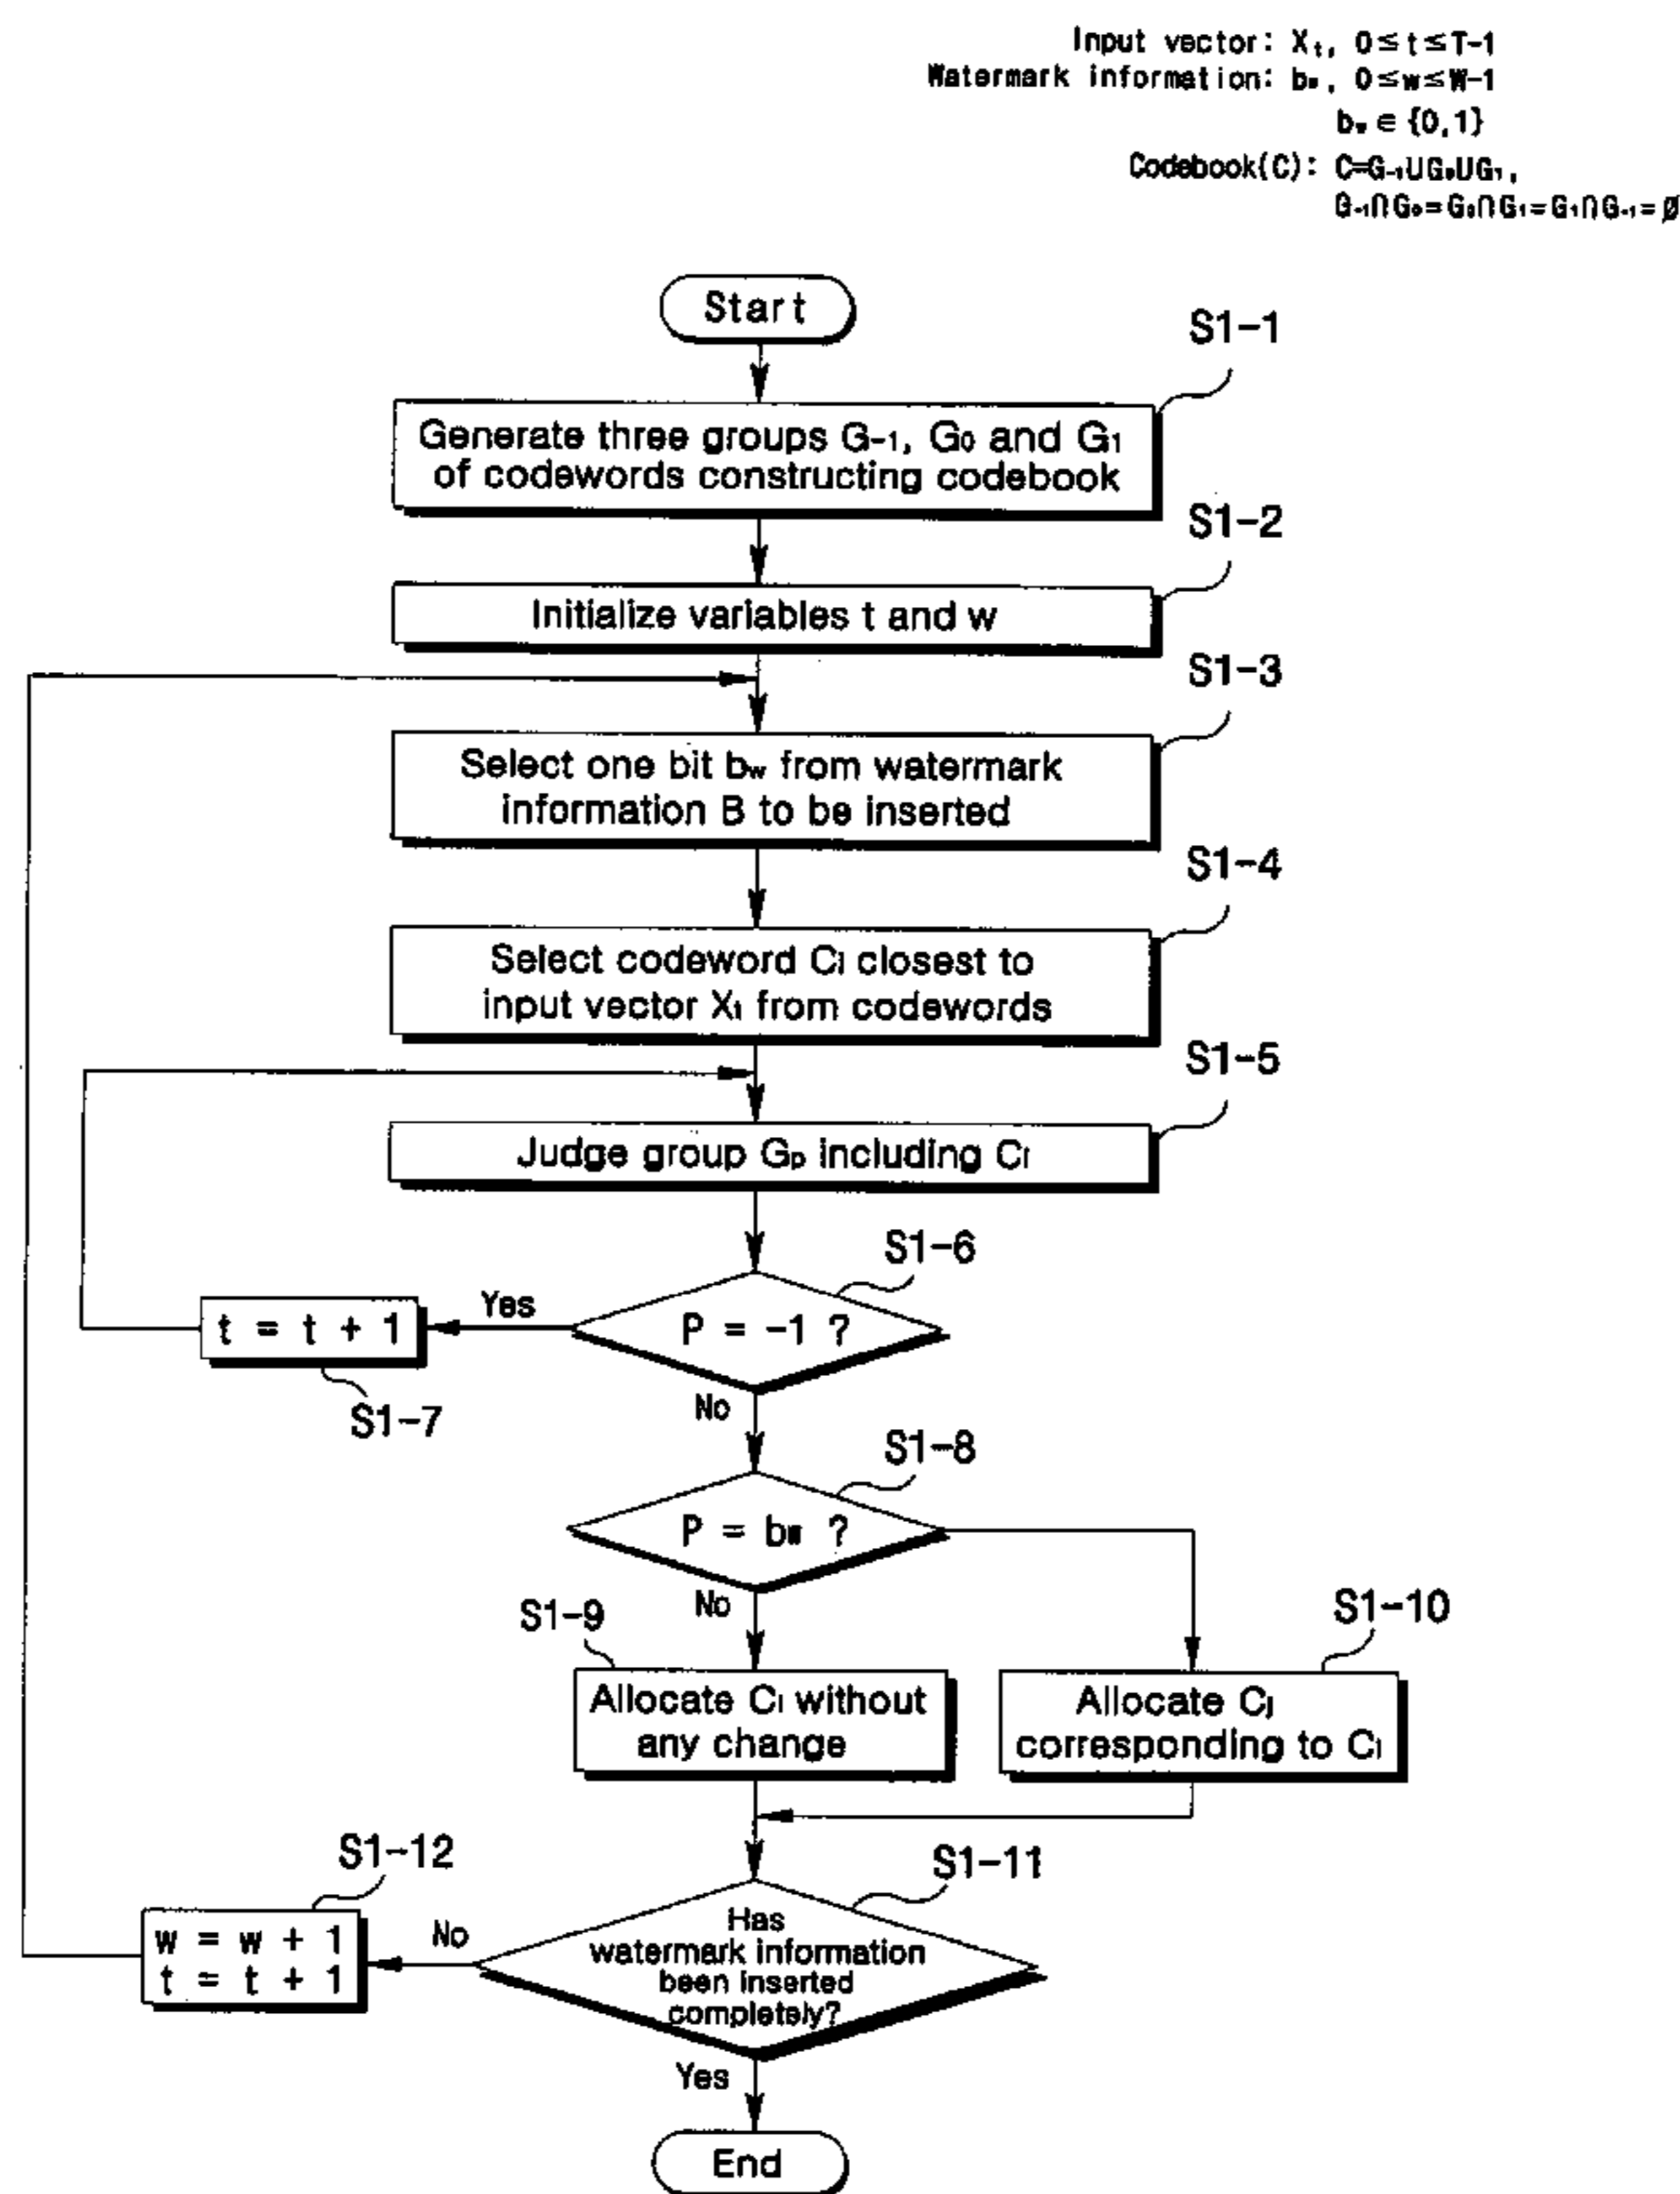 Input vector: Xt, 0≤t≤T-1
Watermark information: bw, 0≤w≤W-1
bw∈{0,1}
Codebook(C): C=G-1UG0UG1,
G-1∩G0=G0∩G1=G1∩G-1=Ø
Start
S1-1
Generate three groups G-1, G0 and G1
of codewords constructing codebook
S1-2
Initialize variables t and w
S1-3
Select one bit bw from watermark
information B to be inserted
S1-4
Select codeword Ci closest to
input vector Xt from codewords
S1-5
Judge group Gp including Ci
S1-6
P = -1 ?
Yes
t = t + 1
S1-7
No
S1-8
P = bw ?
No
S1-9
Allocate Ci without
any change
S1-10
Allocate Cj
corresponding to Ci
S1-11
Has
watermark information
been inserted
completely?
No
S1-12
w = w + 1
t = t + 1
Yes
End